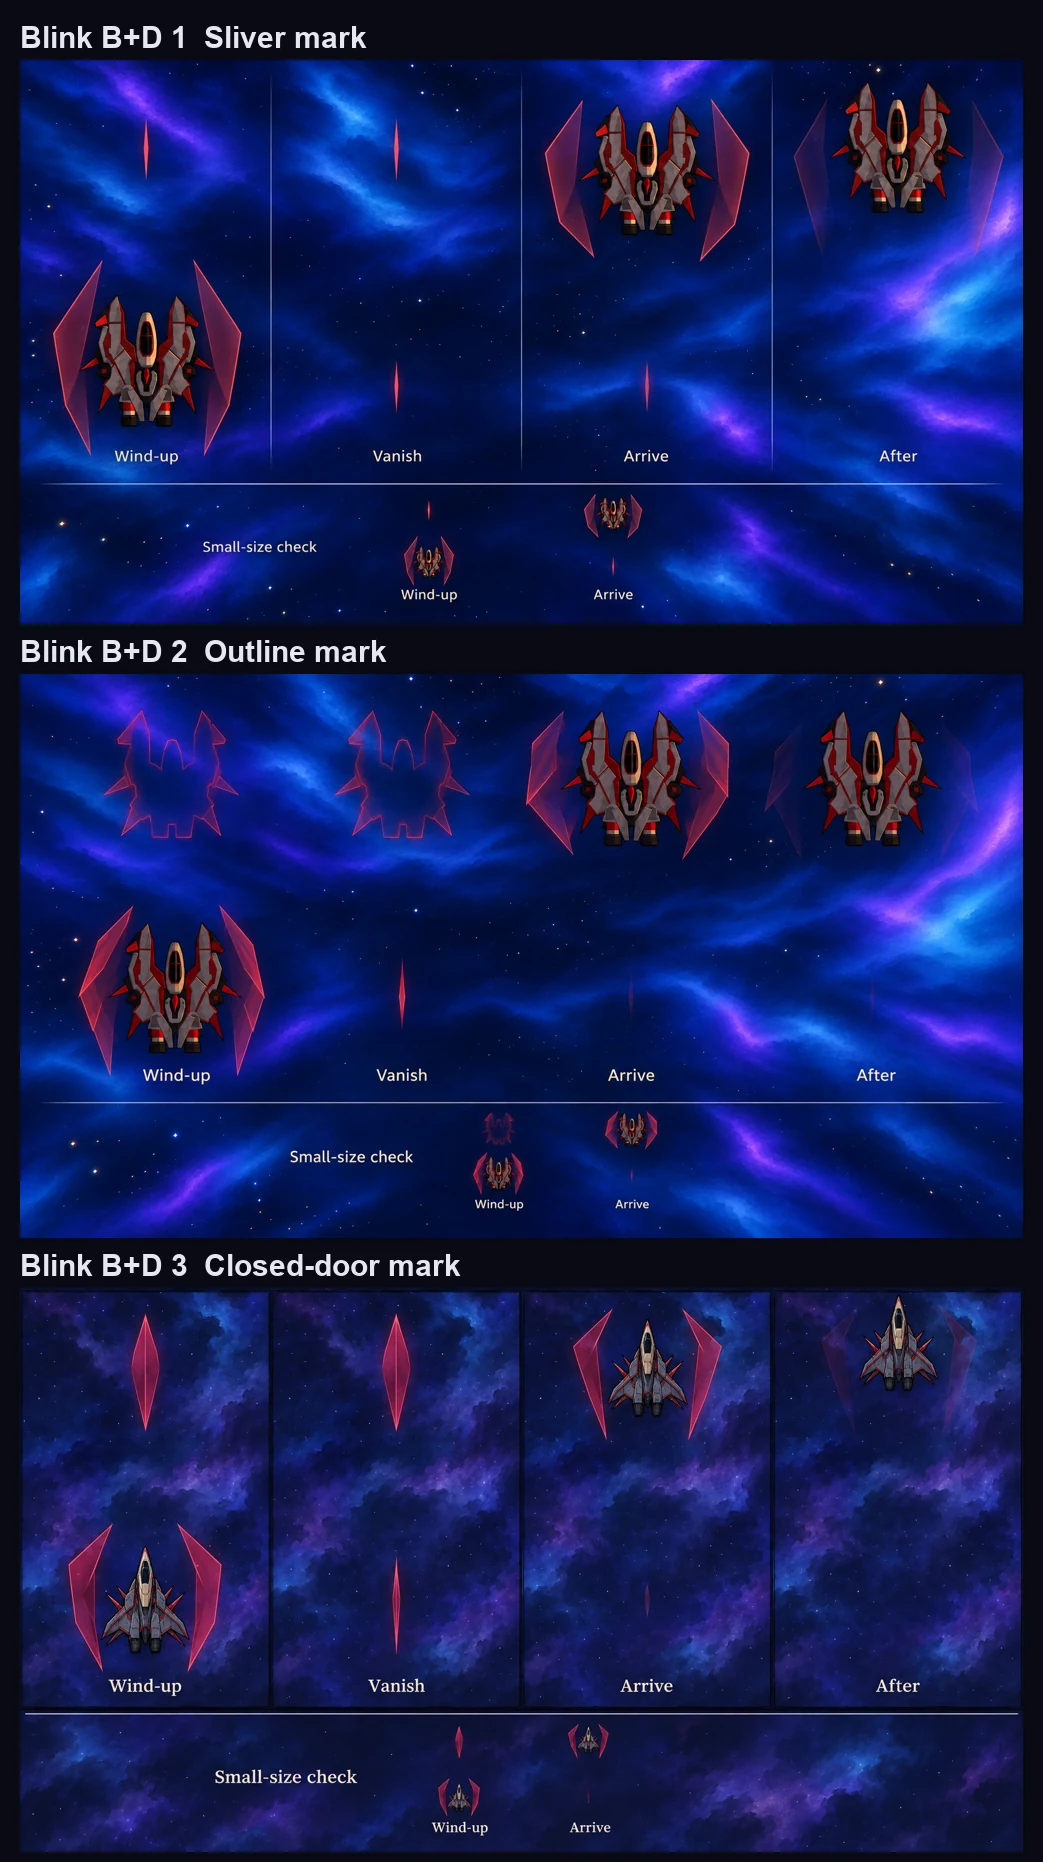 Blink B+D 1  Sliver mark
Wind-up
Vanish
Arrive
After
Small-size check
Wind-up
Arrive
Blink B+D 2  Outline mark
Wind-up
Vanish
Arrive
After
Small-size check
Wind-up
Arrive
Blink B+D 3  Closed-door mark
Wind-up
Vanish
Arrive
After
Small-size check
Wind-up
Arrive